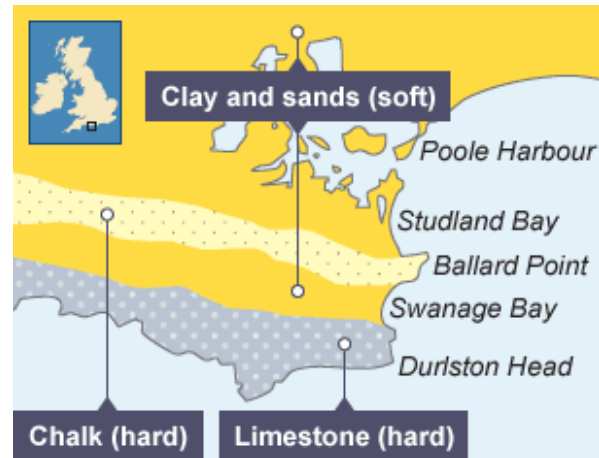 Clay and sands (soft)
Poole Harbour
Studland Bay
Ballard Point
Swanage Bay
Durlston Head
Chalk (hard)
Limestone (hard)